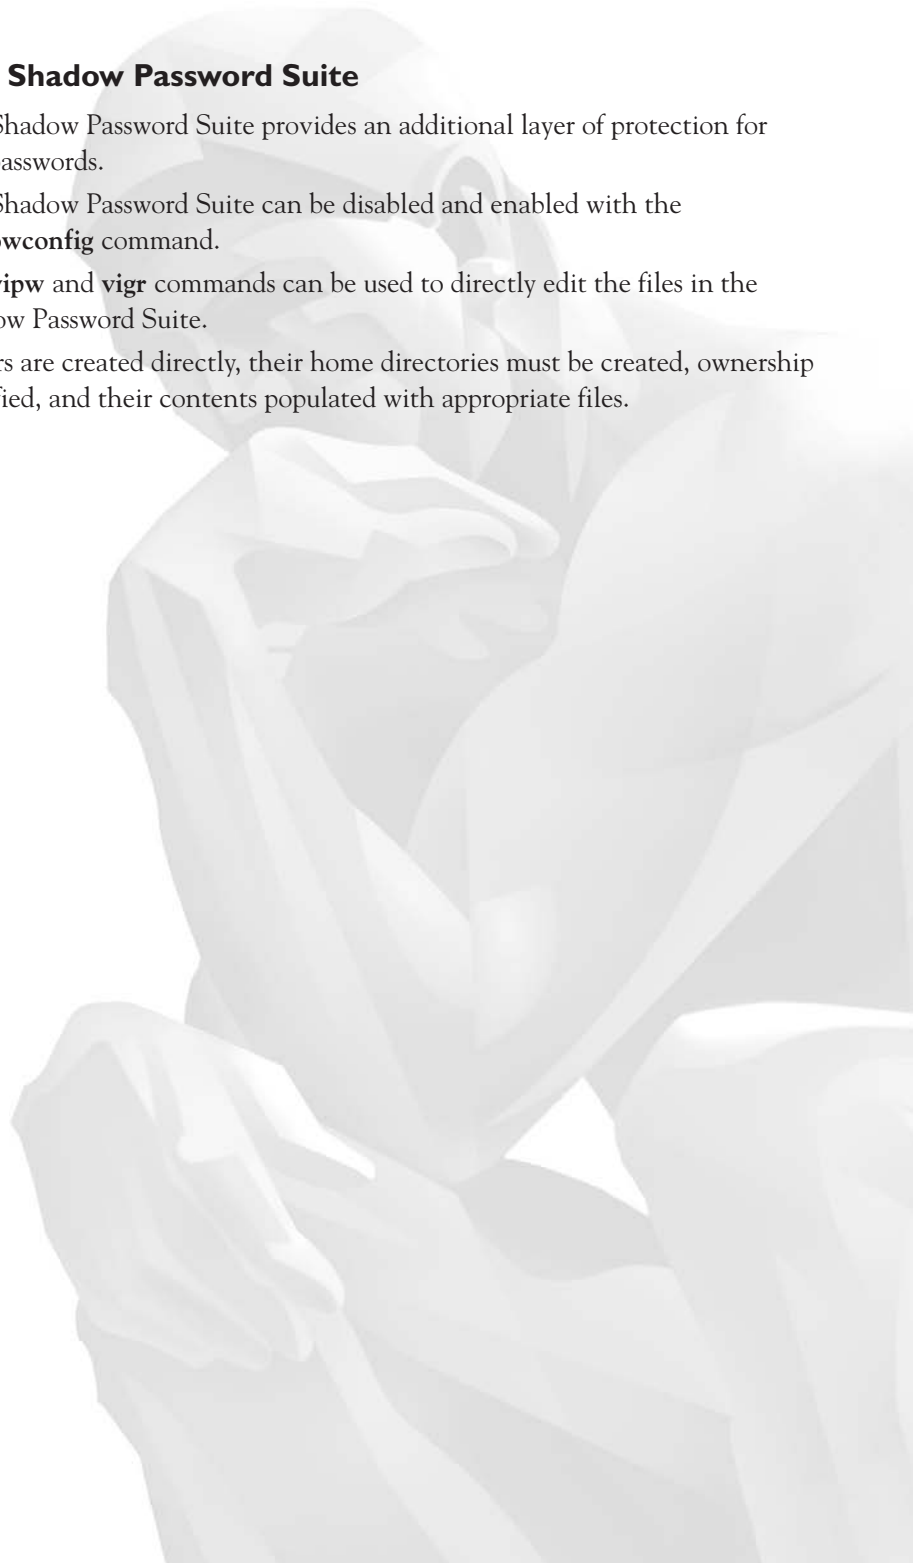 Shadow Password Suite
Shadow Password Suite provides an additional layer of protection for
asswords.
Shadow Password Suite can be disabled and enabled with the
owconfig command.
vipw and vigr commands can be used to directly edit the files in the
ow Password Suite.
rs are created directly, their home directories must be created, ownership
fied, and their contents populated with appropriate files.